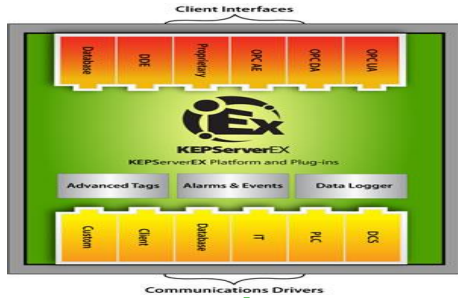 Client Interfaces
Database
DDE
Proprietary
OPC AE
OPC DA
OPC UA
Ex
KEPServerEX
KEPServerEX Platform and Plug-ins
Advanced Tags
Alarms & Events
Data Logger
Custom
Client
Database
IT
PLC
DCS
Communications Drivers